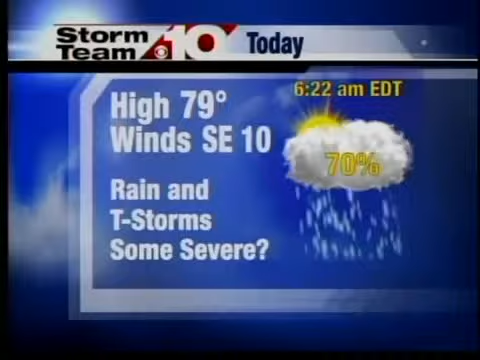 Storm
Team 10
Today
6:22 am EDT
High 79°
Winds SE 10
70%
Rain and
T-Storms
Some Severe?